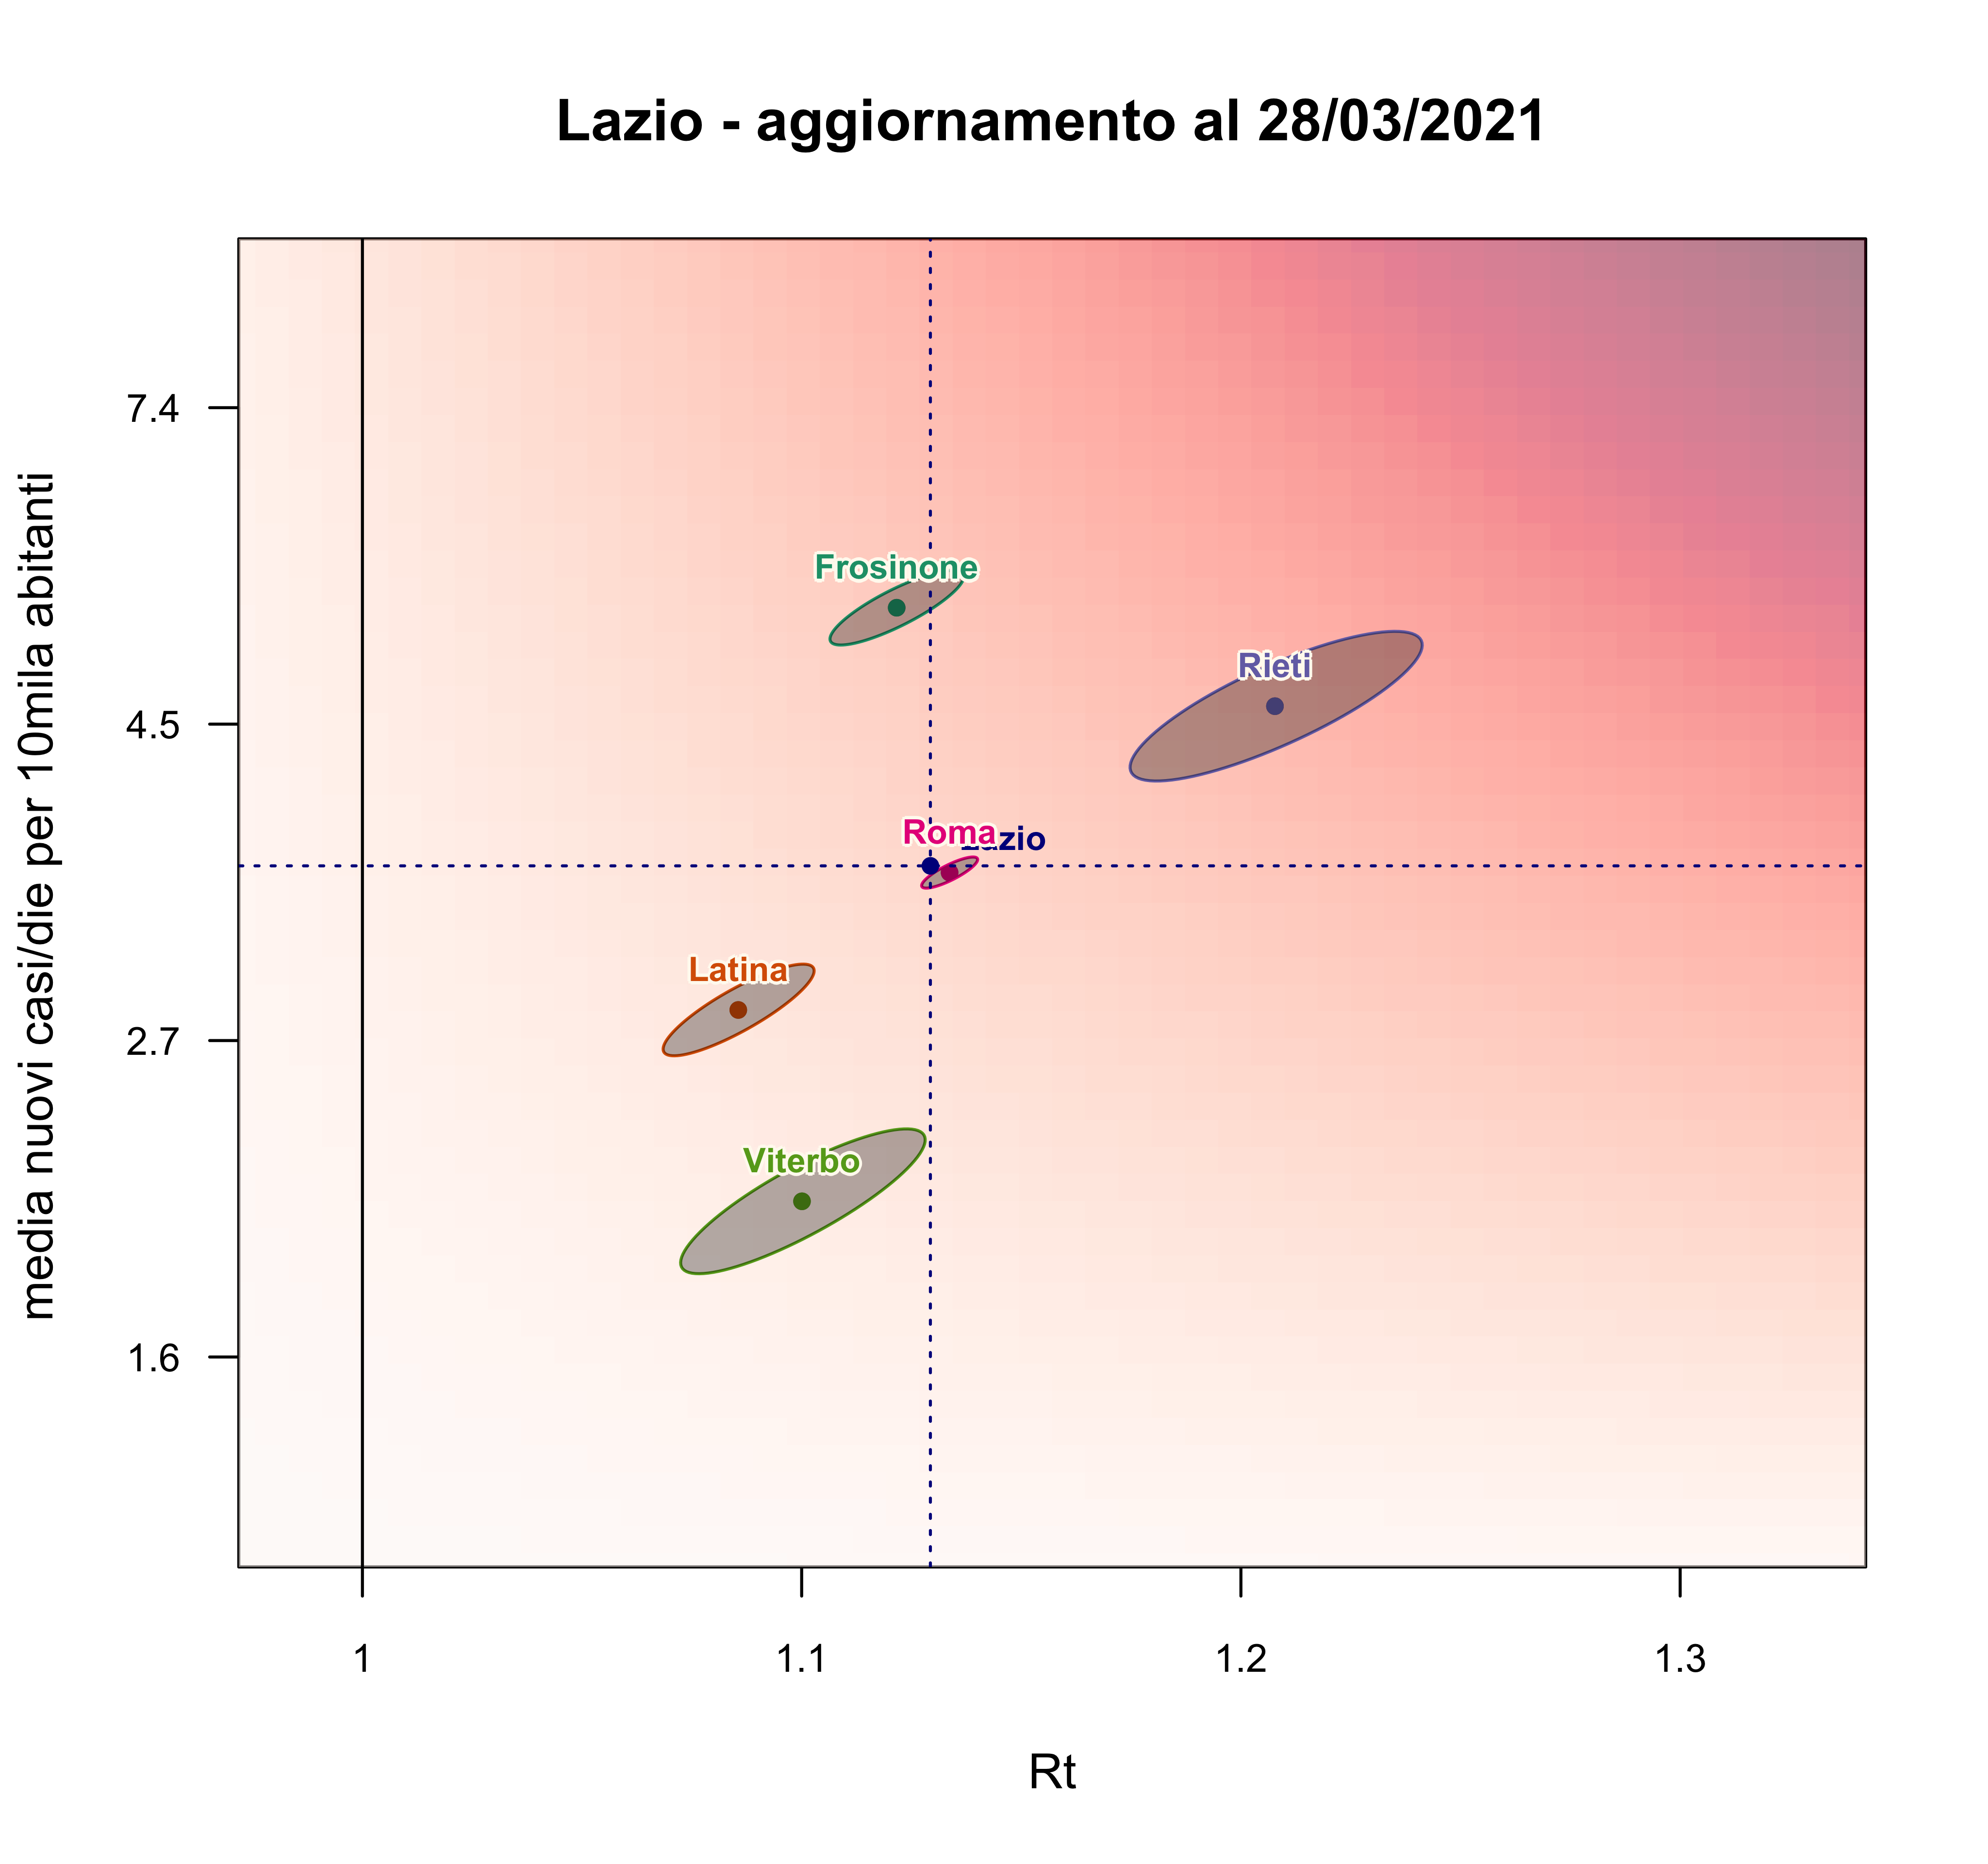 Lazio - aggiornamento al 28/03/2021
media nuovi casi/die per 10mila abitanti
7.4
4.5
2.7
1.6
Frosinone
Rieti
Roma
Lazio
Latina
Viterbo
1
1.1
1.2
1.3
Rt